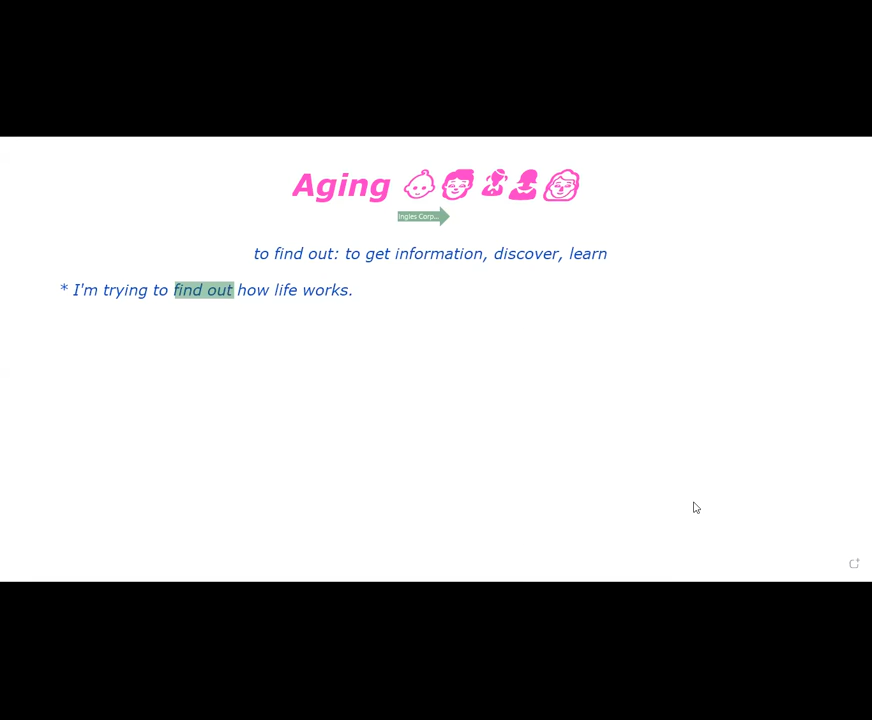 Aging
Ingles Corp...
to find out: to get information, discover, learn
* I'm trying to find out how life works.